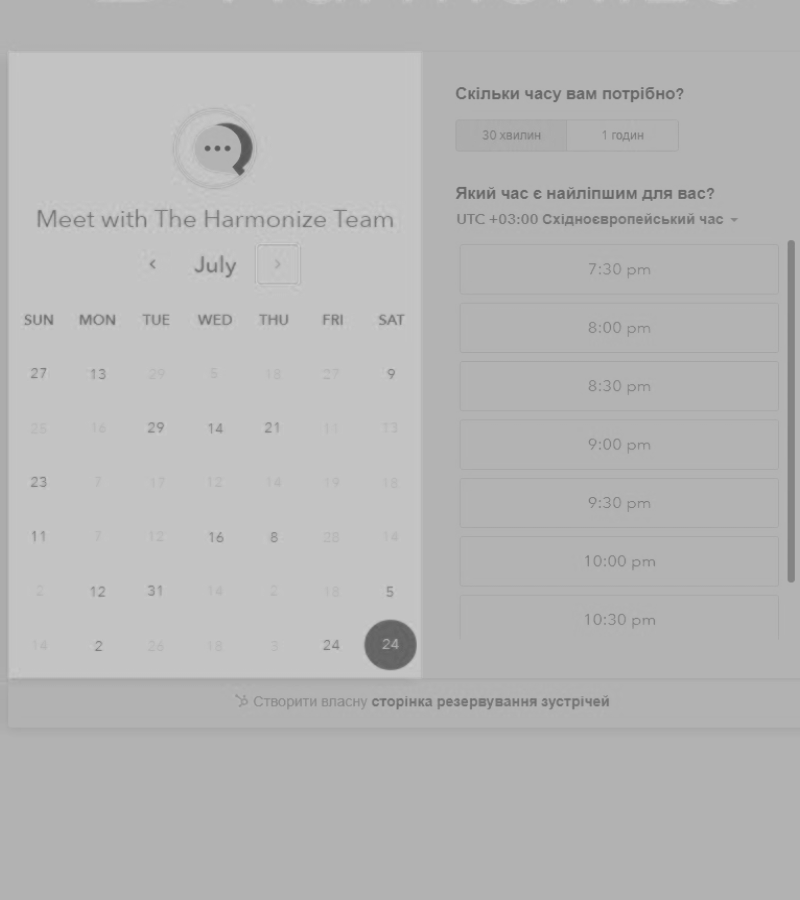 Meet with The Harmonize Team
July
SUN MON TUE WED THU FRI SAT
27 13 29 5 18 27 9
25 16 29 14 21 11 23
23 7 17 12 14 19 18
11 7 12 16 8 28 14
2 12 31 14 2 18 5
14 2 26 18 3 24 24
Скільки часу вам потрібно?
30 хвилин 1 годин
Який час є найліпшим для вас?
UTC +03:00 Східноєвропейський час
7:30 pm
8:00 pm
8:30 pm
9:00 pm
9:30 pm
10:00 pm
10:30 pm
Створити власну сторінка резервування зустрічей